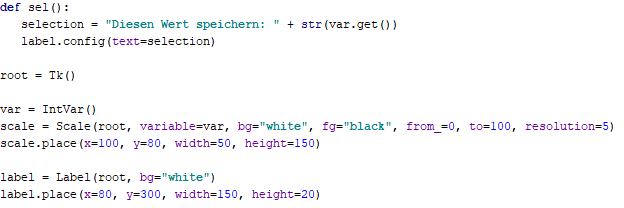 def sel():
   selection = "Diesen Wert speichern: " + str(var.get())
   label.config(text=selection)
root = Tk()
var = IntVar()
scale = Scale(root, variable=var, bg="white", fg="black", from_=0, to=100, resolution=5)
scale.place(x=100, y=80, width=50, height=150)
label = Label(root, bg="white")
label.place(x=80, y=300, width=150, height=20)